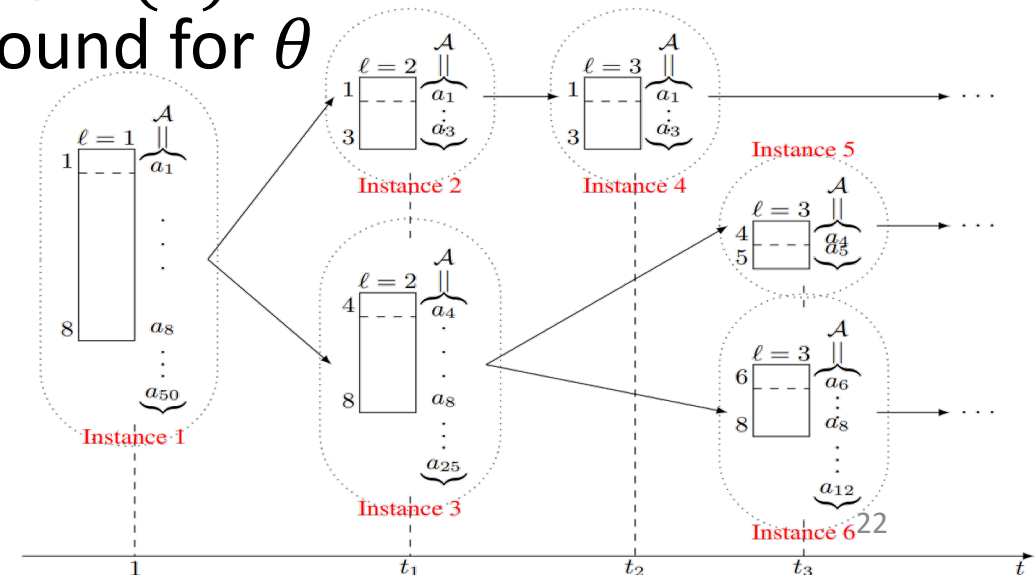 ound for θ
𝒜
ℓ = 1
1
a₁
8
a₈
a₅₀
Instance 1
𝒜
ℓ = 2
1
a₁
3
a₃
Instance 2
𝒜
ℓ = 3
1
a₁
3
a₃
Instance 4
...
𝒜
ℓ = 2
4
a₄
8
a₈
a₂₅
Instance 3
Instance 5
𝒜
ℓ = 3
4
a₄
5
a₅
...
𝒜
ℓ = 3
6
a₆
8
a₈
a₁₂
Instance 6
...
22
1
t₁
t₂
t₃
t